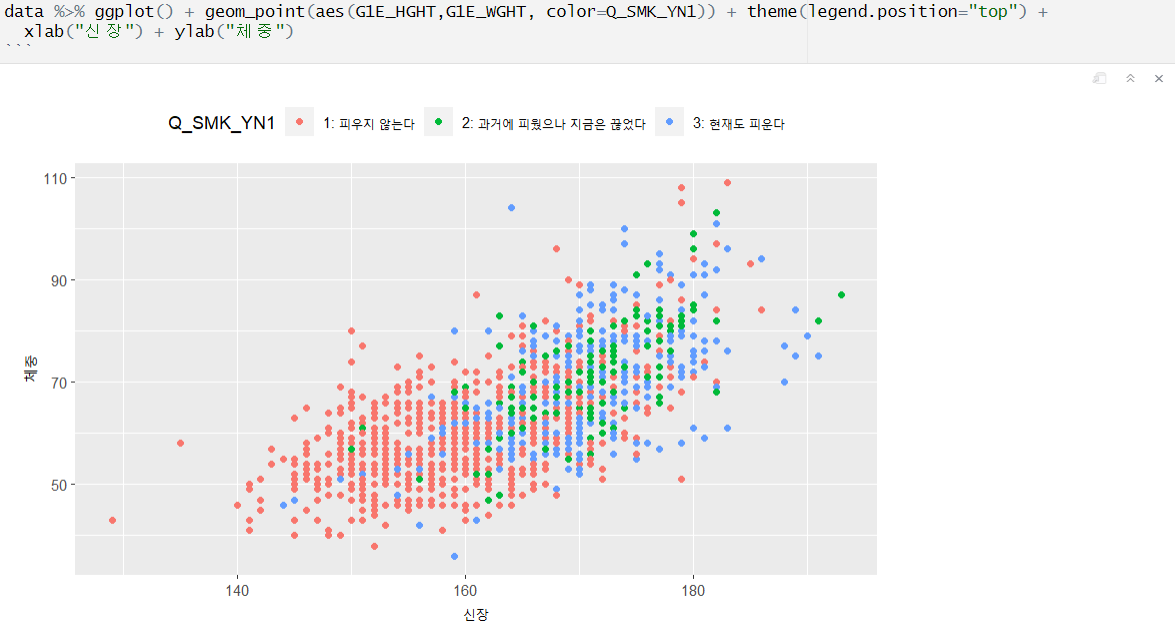 data %>% ggplot() + geom_point(aes(G1E_HGHT,G1E_WGHT, color=Q_SMK_YN1)) + theme(legend.position="top") +
xlab("신장") + ylab("체중")
```
Q_SMK_YN1 1: 피우지 않는다 2: 과거에 피웠으나 지금은 끊었다 3: 현재도 피운다
110
90
체중
70
50
140 160 180
신장